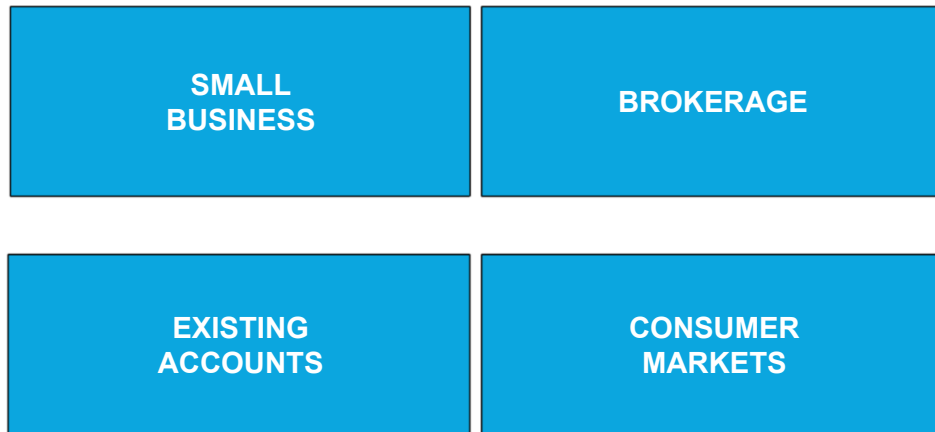 SMALL
BUSINESS
BROKERAGE
EXISTING
ACCOUNTS
CONSUMER
MARKETS